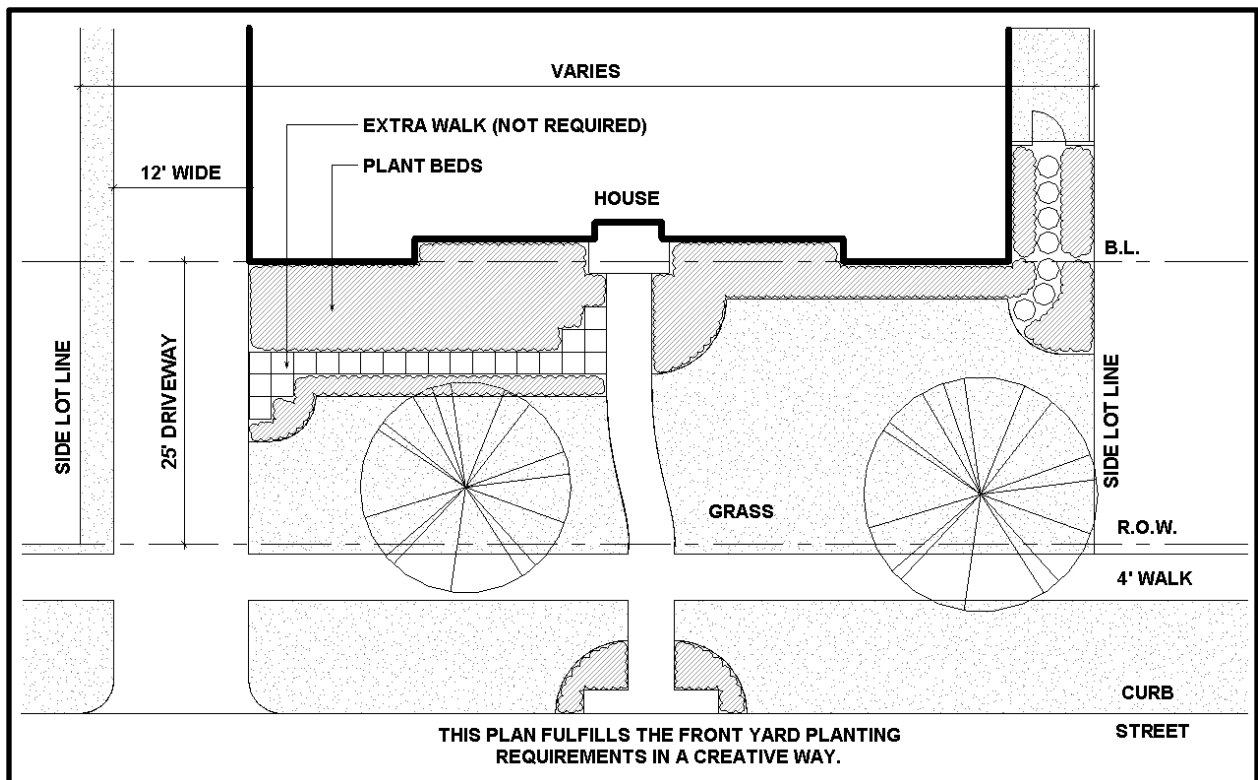 VARIES
EXTRA WALK (NOT REQUIRED)
12' WIDE
PLANT BEDS
HOUSE
B.L.
SIDE LOT LINE
25' DRIVEWAY
SIDE LOT LINE
GRASS
R.O.W.
4' WALK
CURB
STREET
THIS PLAN FULFILLS THE FRONT YARD PLANTING
REQUIREMENTS IN A CREATIVE WAY.